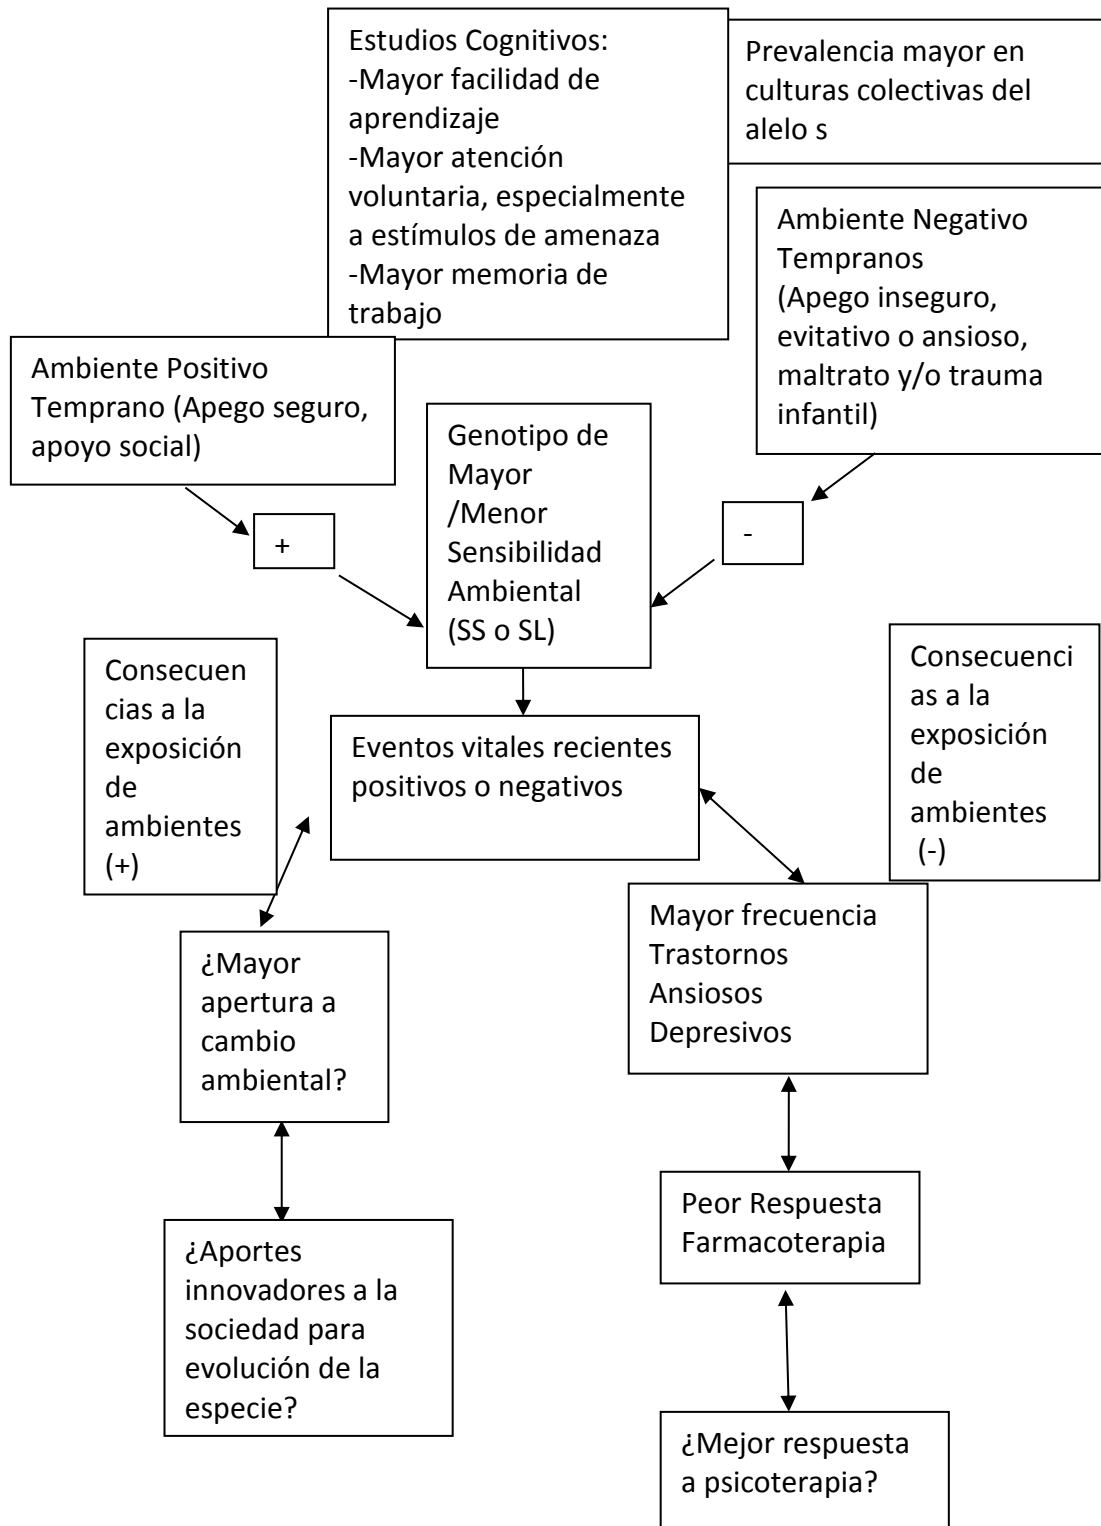 Estudios Cognitivos:
-Mayor facilidad de
aprendizaje
-Mayor atención
voluntaria, especialmente
a estímulos de amenaza
-Mayor memoria de
trabajo
Prevalencia mayor en
culturas colectivas del
alelo s
Ambiente Negativo
Tempranos
(Apego inseguro,
evitativo o ansioso,
maltrato y/o trauma
infantil)
Ambiente Positivo
Temprano (Apego seguro,
apoyo social)
Genotipo de
Mayor
/Menor
Sensibilidad
Ambiental
(SS o SL)
+
-
Consecuen
cias a la
exposición
de
ambientes
(+)
Eventos vitales recientes
positivos o negativos
Consecuenci
as a la
exposición
de
ambientes
(-)
¿Mayor
apertura a
cambio
ambiental?
Mayor frecuencia
Trastornos
Ansiosos
Depresivos
¿Aportes
innovadores a la
sociedad para
evolución de la
especie?
Peor Respuesta
Farmacoterapia
¿Mejor respuesta
a psicoterapia?